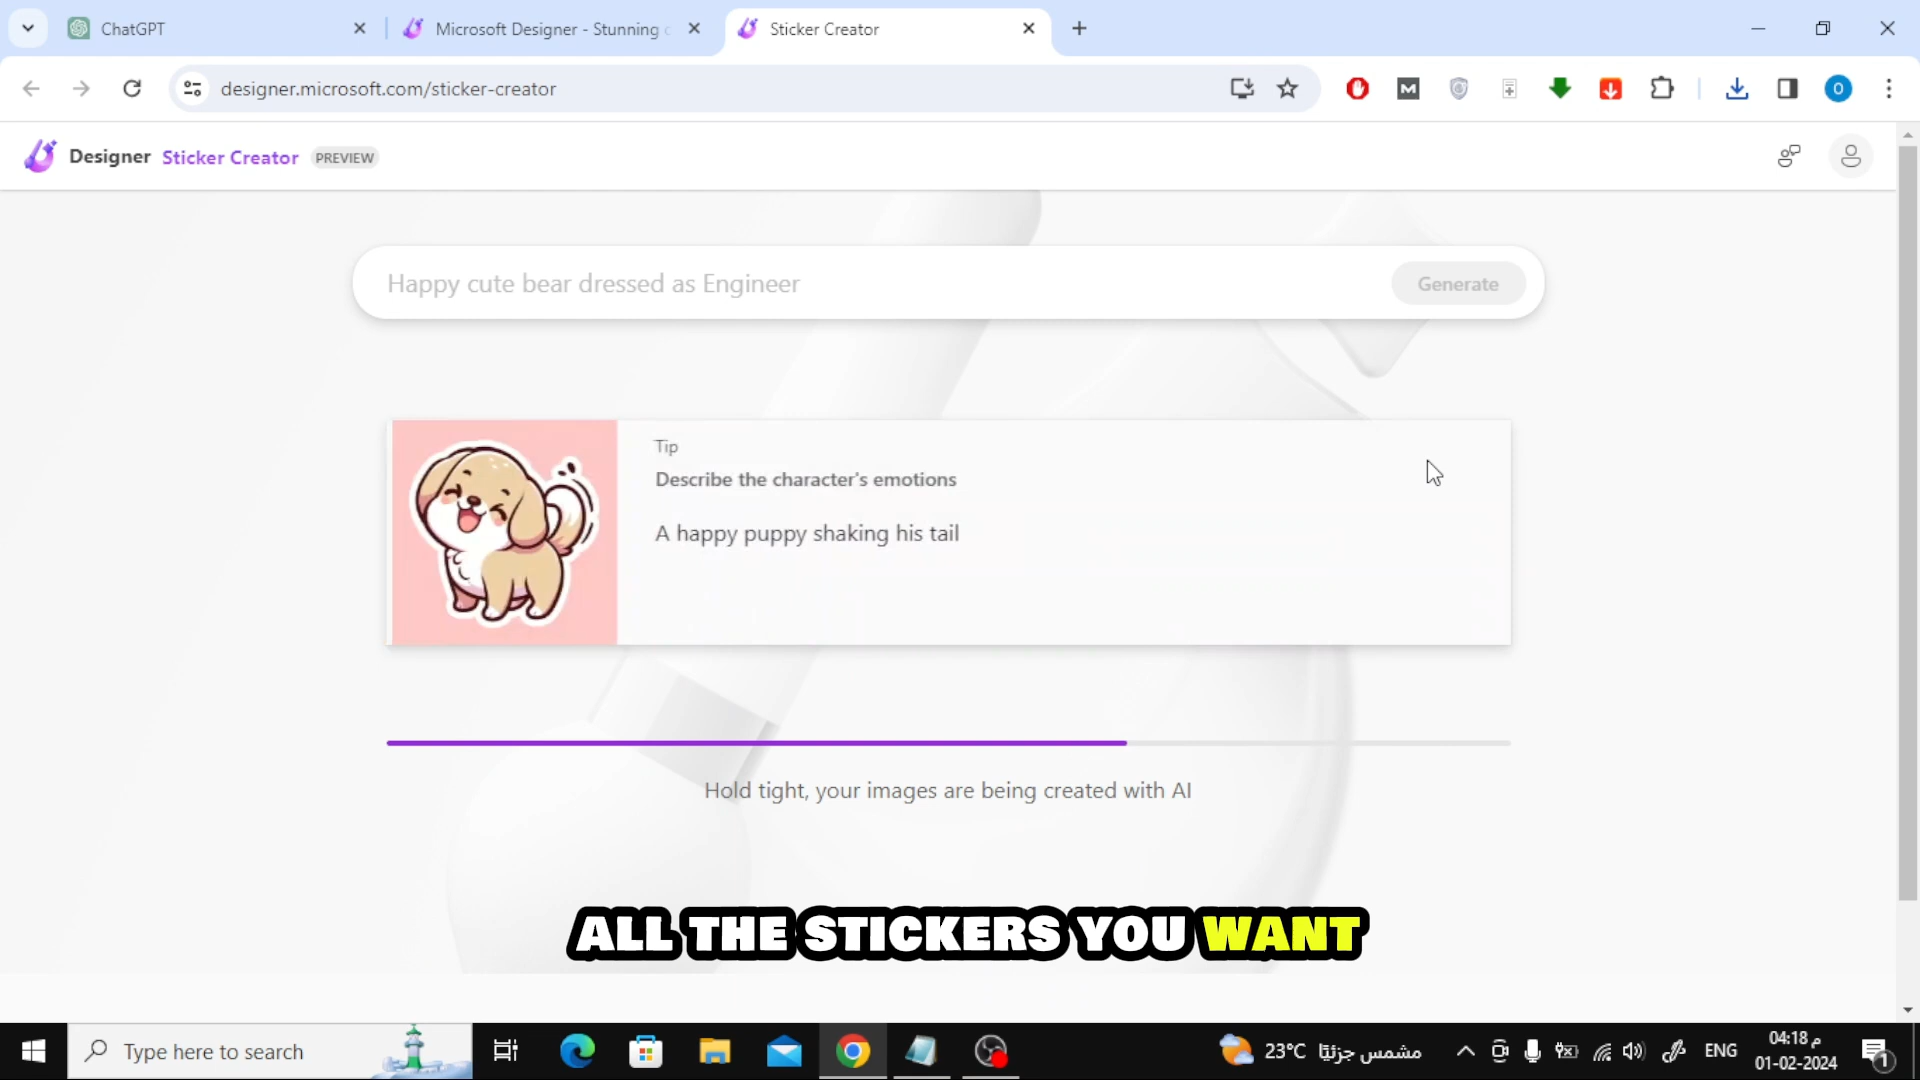 ChatGPT
Microsoft Designer - Stunning
Sticker Creator
designer.microsoft.com/sticker-creator
O
Designer Sticker Creator PREVIEW
Happy cute bear dressed as Engineer
Generate
Tip
Describe the character's emotions
A happy puppy shaking his tail
Hold tight, your images are being created with AI
ALL THE STICKERS YOU WANT
Type here to search
23°C مشمس جزئيًا
ENG
04:18 م
01-02-2024
1